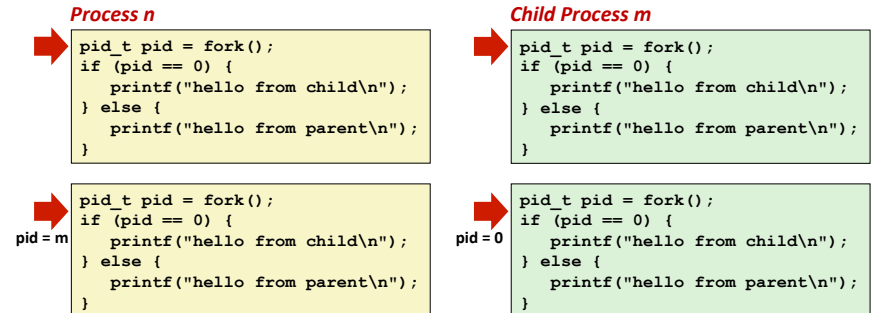 Process n
pid_t pid = fork();
if (pid == 0) {
   printf("hello from child\n");
} else {
   printf("hello from parent\n");
}
Child Process m
pid_t pid = fork();
if (pid == 0) {
   printf("hello from child\n");
} else {
   printf("hello from parent\n");
}
pid = m
pid_t pid = fork();
if (pid == 0) {
   printf("hello from child\n");
} else {
   printf("hello from parent\n");
}
pid = 0
pid_t pid = fork();
if (pid == 0) {
   printf("hello from child\n");
} else {
   printf("hello from parent\n");
}